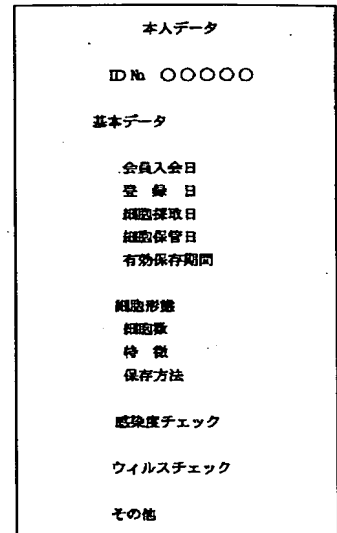 本人データ
ID № ○○○○○
基本データ
会員入会日
登 録 日
細胞採取日
細胞保管日
有効保存期間
細胞形態
細胞数
特 徴
保存方法
感染度チェック
ウィルスチェック
その他